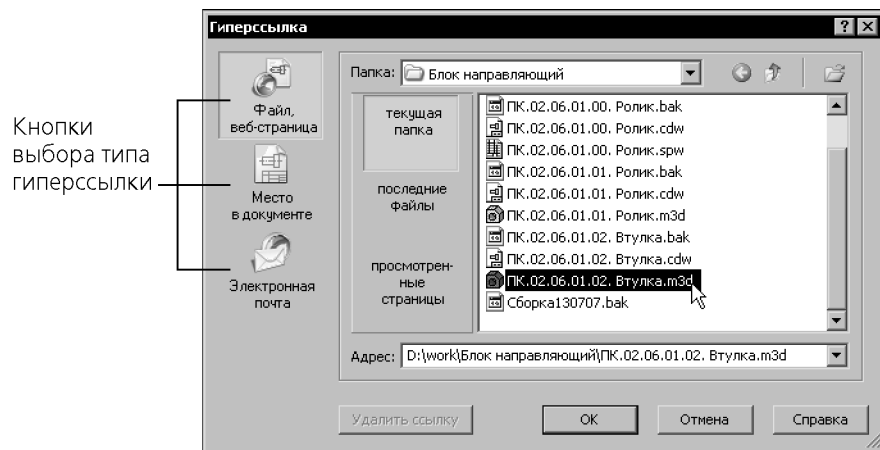 Гиперссылка
Кнопки
выбора типа
гиперссылки
Файл,
веб-страница
Место
в документе
Электронная
почта
Папка: Блок направляющий
текущая
папка
последние
файлы
просмотрен-
ные
страницы
ПК.02.06.01.00. Ролик.bak
ПК.02.06.01.00. Ролик.cdw
ПК.02.06.01.00. Ролик.spw
ПК.02.06.01.01. Ролик.bak
ПК.02.06.01.01. Ролик.cdw
ПК.02.06.01.01. Ролик.m3d
ПК.02.06.01.02. Втулка.bak
ПК.02.06.01.02. Втулка.cdw
ПК.02.06.01.02. Втулка.m3d
Сборка130707.bak
Адрес: D:\work\Блок направляющий\ПК.02.06.01.02. Втулка.m3d
Удалить ссылку ОК Отмена Справка